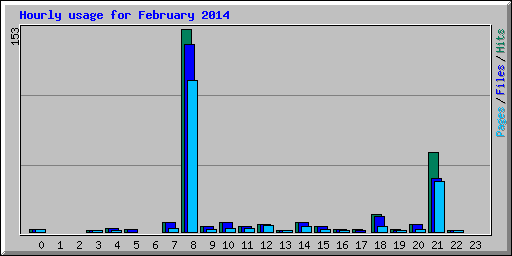 Hourly usage for February 2014
153
Pages/Files/Hits
0 1 2 3 4 5 6 7 8 9 10 11 12 13 14 15 16 17 18 19 20 21 22 23